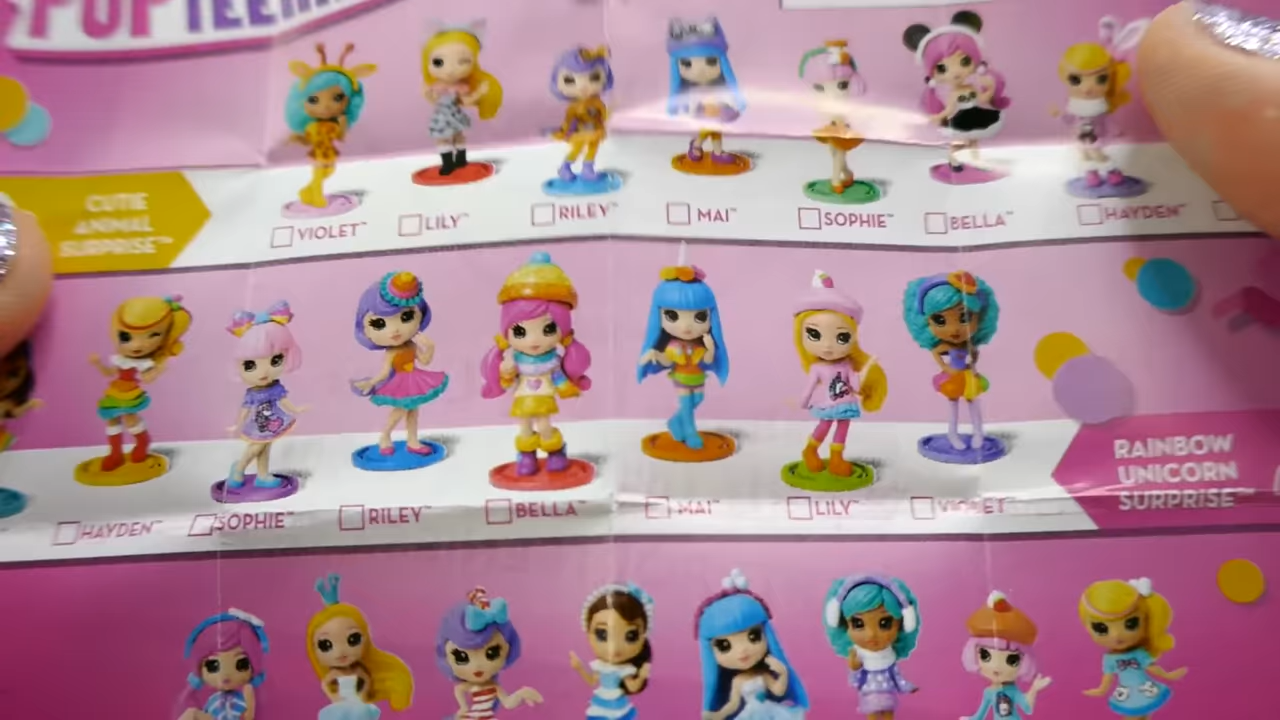 CUTIE
ANIMAL
SURPRISE™
VIOLET™
LILY™
RILEY™
MAI™
SOPHIE™
BELLA™
HAYDEN™
HAYDEN™
SOPHIE™
RILEY™
BELLA™
MAI™
LILY™
VIOLET™
RAINBOW
UNICORN
SURPRISE™